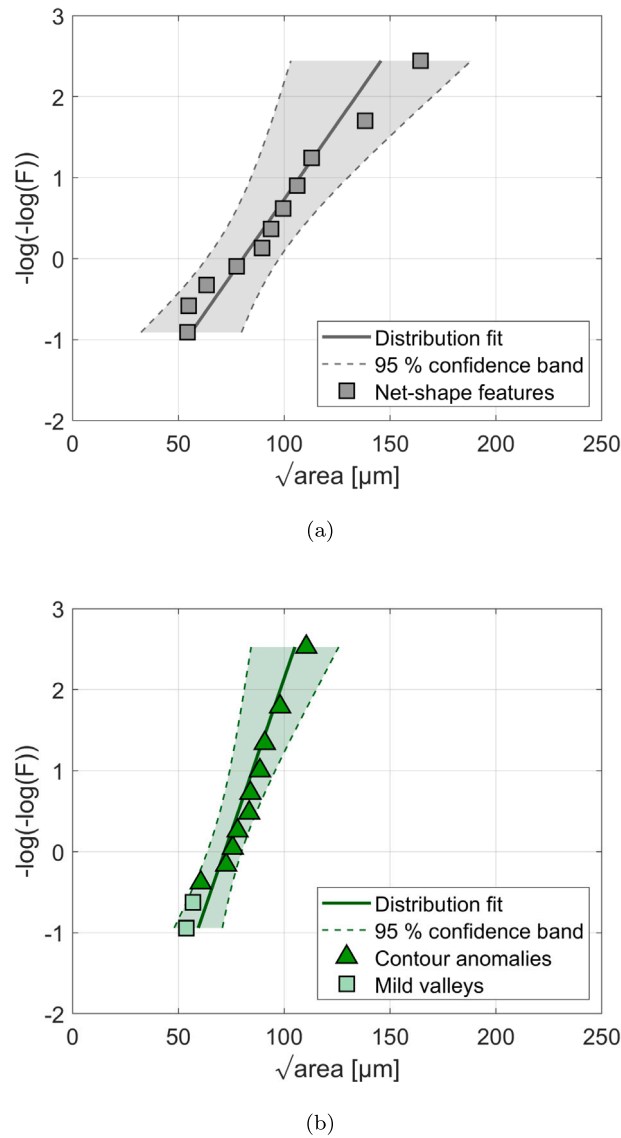 3
2
1
0
-1
-2
-log(-log(F))
Distribution fit
95 % confidence band
Net-shape features
0 50 100 150 200 250
√area [µm]
(a)
3
2
1
0
-1
-2
-log(-log(F))
Distribution fit
95 % confidence band
Contour anomalies
Mild valleys
0 50 100 150 200 250
√area [µm]
(b)